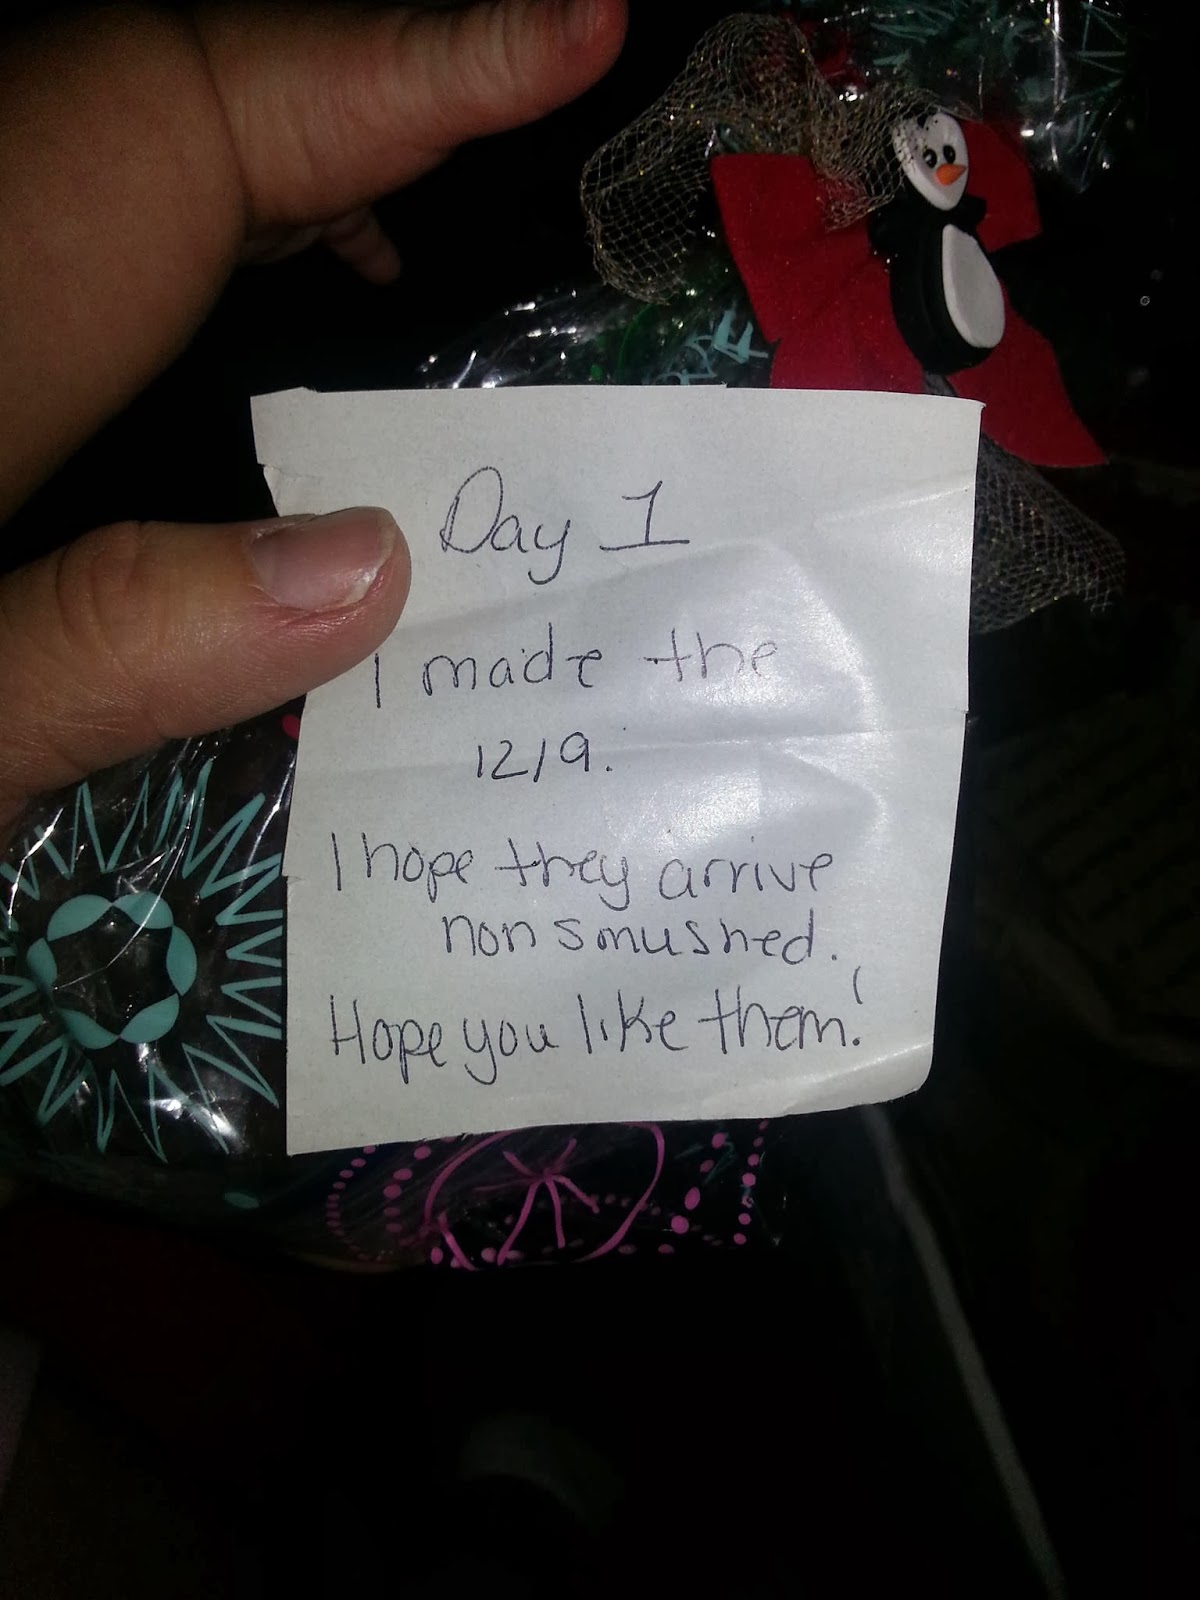 Day 1
I made the
12/9.
I hope they arrive
non smushed.
Hope you like them!